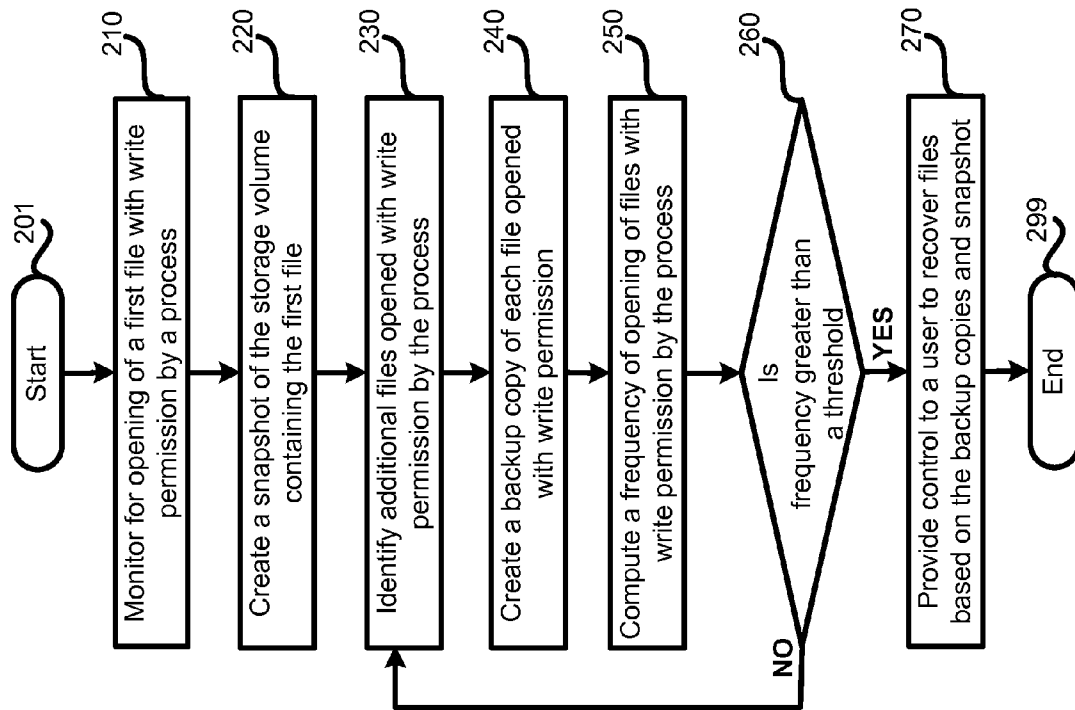 Start
201
Monitor for opening of a first file with write
permission by a process
210
Create a snapshot of the storage volume
containing the first file
220
Identify additional files opened with write
permission by the process
230
Create a backup copy of each file opened
with write permission
240
Compute a frequency of opening of files with
write permission by the process
250
Is
frequency greater than
a threshold
260
NO
YES
Provide control to a user to recover files
based on the backup copies and snapshot
270
End
299